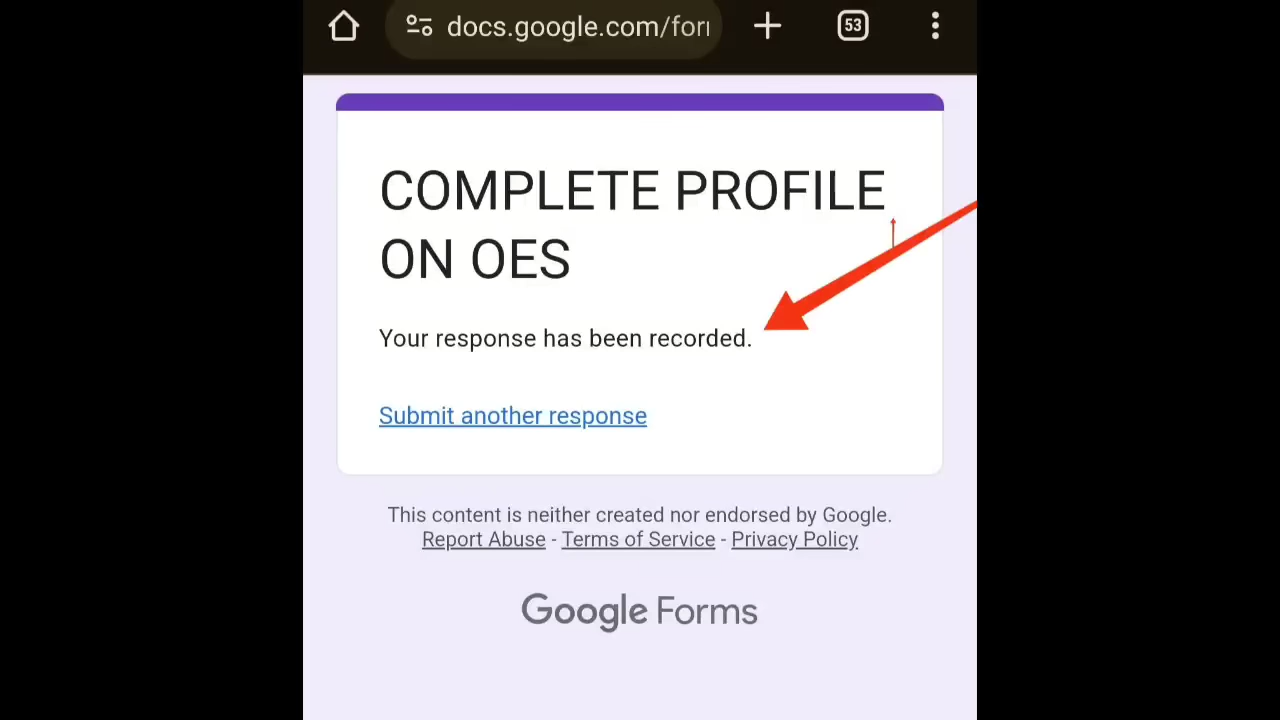 docs.google.com/for
53
COMPLETE PROFILE
ON OES
Your response has been recorded.
Submit another response
This content is neither created nor endorsed by Google.
Report Abuse - Terms of Service - Privacy Policy
Google Forms